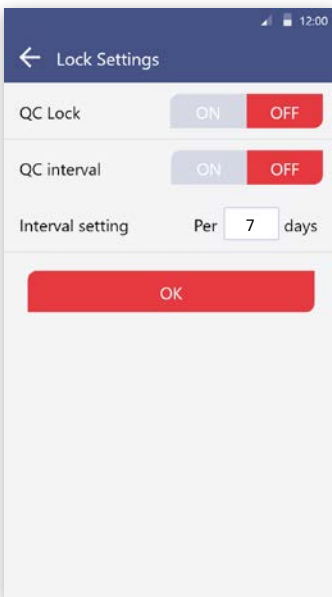 12:00
Lock Settings
QC Lock ON OFF
QC interval ON OFF
Interval setting Per 7 days
OK